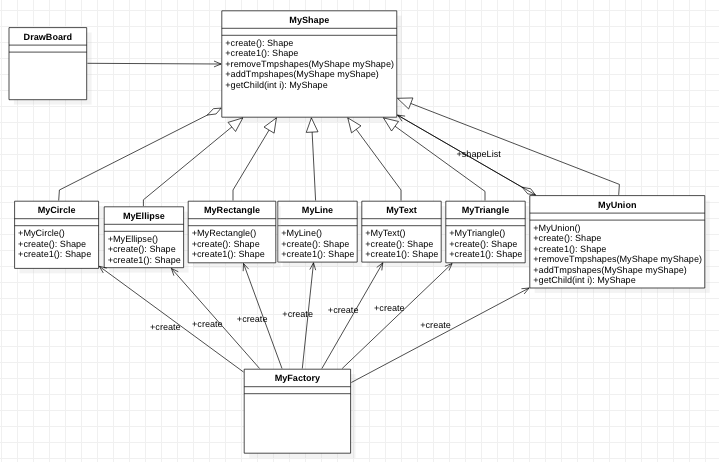 MyShape
+create(): Shape
+create1(): Shape
+removeTmpshapes(MyShape myShape)
+addTmpshapes(MyShape myShape)
+getChild(int i): MyShape
DrawBoard
+shapeList
MyCircle
+MyCircle()
+create(): Shape
+create1(): Shape
MyEllipse
+MyEllipse()
+create(): Shape
+create1(): Shape
MyRectangle
+MyRectangle()
+create(): Shape
+create1(): Shape
MyLine
+MyLine()
+create(): Shape
+create1(): Shape
MyText
+MyText()
+create(): Shape
+create1(): Shape
MyTriangle
+MyTriangle()
+create(): Shape
+create1(): Shape
MyUnion
+MyUnion()
+create(): Shape
+create1(): Shape
+removeTmpshapes(MyShape myShape)
+addTmpshapes(MyShape myShape)
+getChild(int i): MyShape
+create
+create
+create
+create
+create
+create
+create
MyFactory